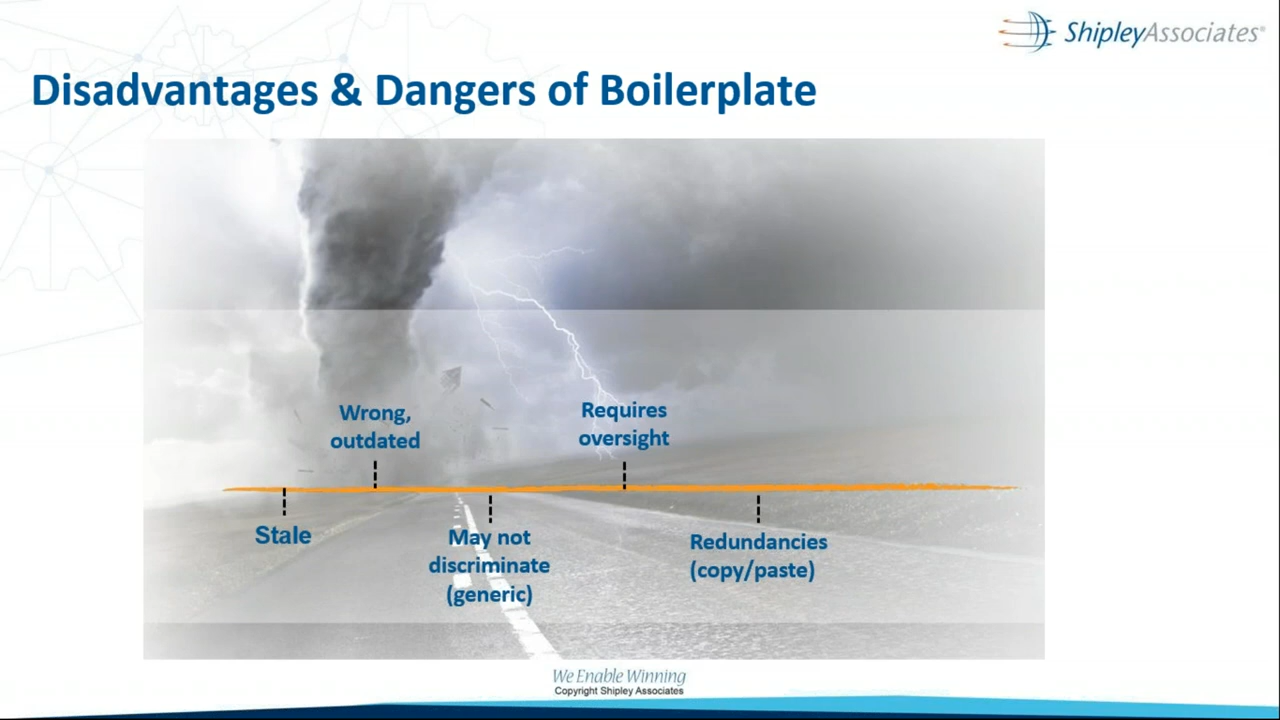 ShipleyAssociates®
Disadvantages & Dangers of Boilerplate
Wrong,
outdated
Requires
oversight
Stale
May not
discriminate
(generic)
Redundancies
(copy/paste)
We Enable Winning
Copyright Shipley Associates